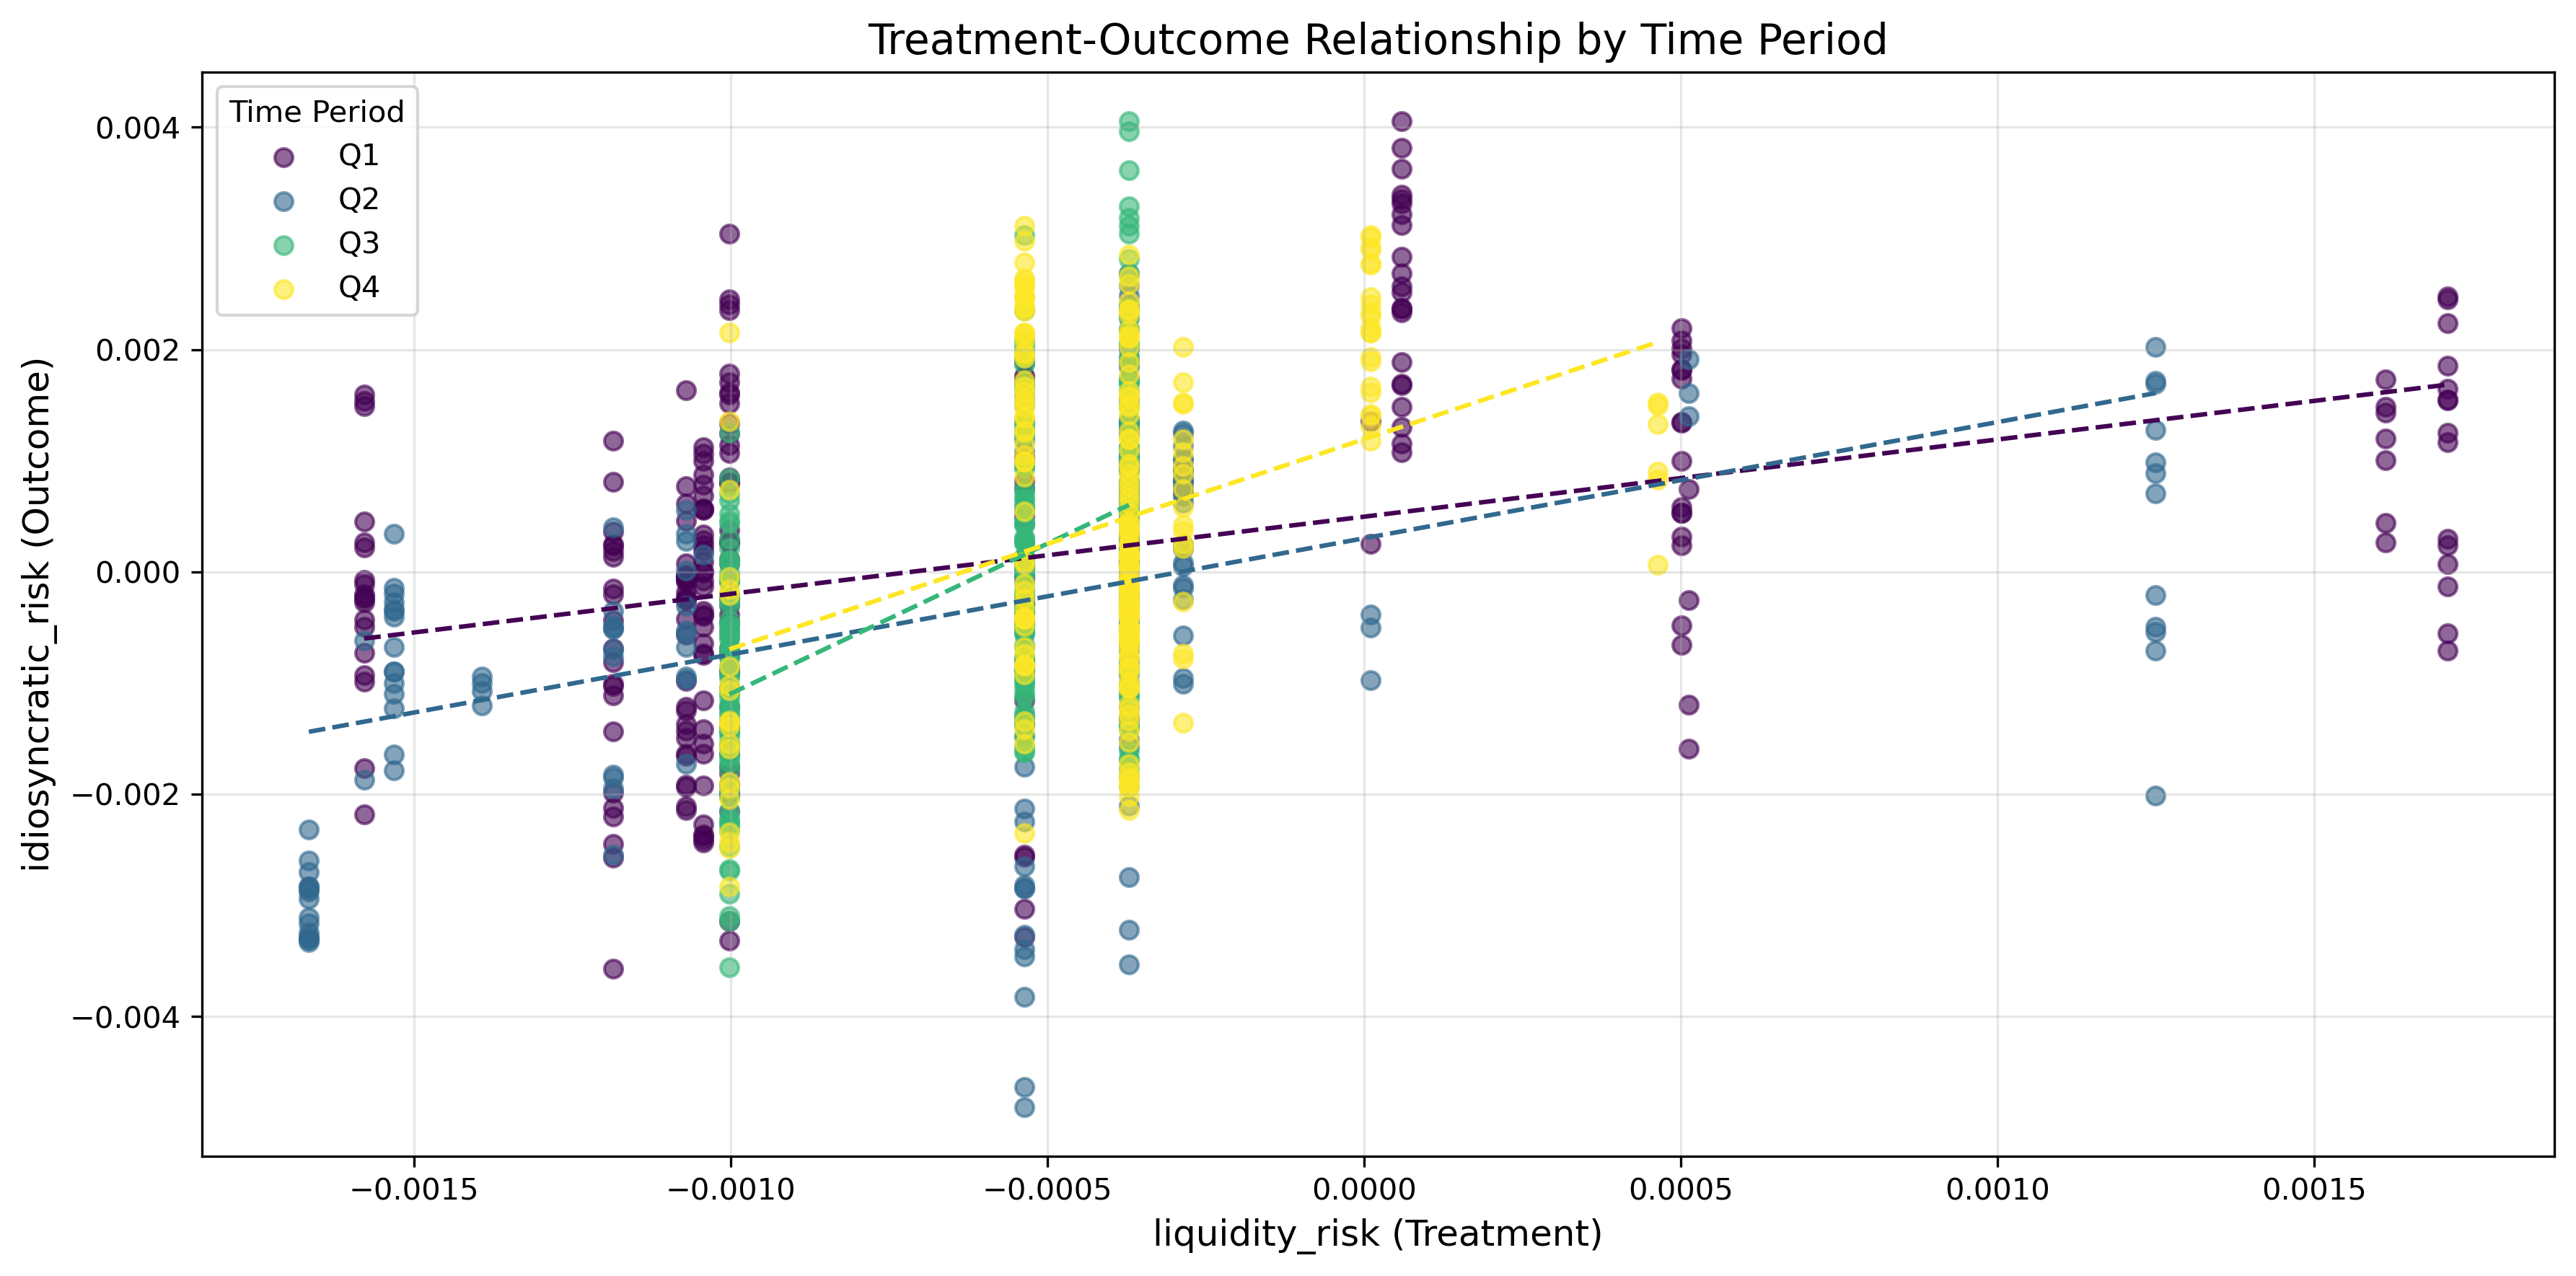 Treatment-Outcome Relationship by Time Period
Time Period
Q1
Q2
Q3
Q4
idiosyncratic_risk (Outcome)
0.004
0.002
0.000
−0.002
−0.004
−0.0015
−0.0010
−0.0005
0.0000
0.0005
0.0010
0.0015
liquidity_risk (Treatment)